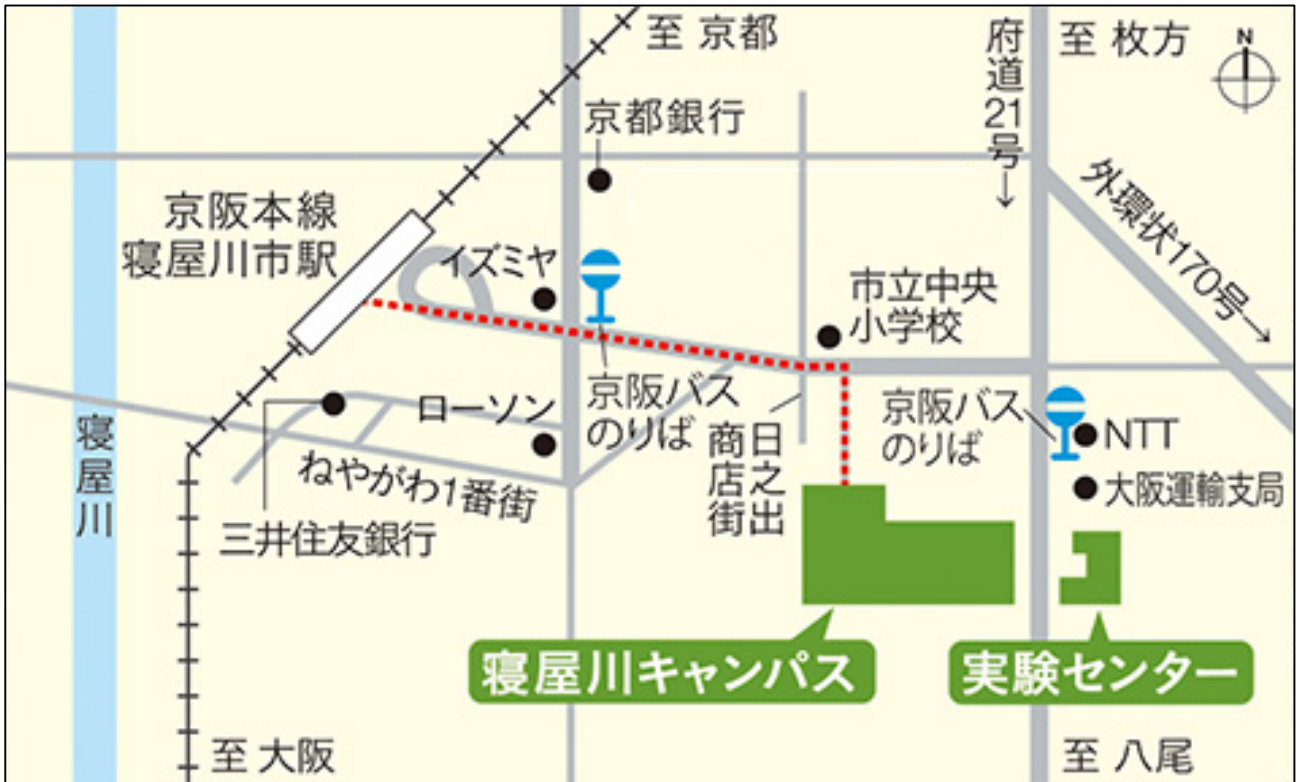 至 京都
府道21号↓
至 枚方
N
京都銀行
外環状170号→
京阪本線
寝屋川市駅
イズミヤ
市立中央
小学校
京阪バス
のりば
京阪バス
のりば
ローソン
日之出
商店街
NTT
大阪運輸支局
ねやがわ1番街
寝屋川
三井住友銀行
寝屋川キャンパス
実験センター
至 大阪
至 八尾